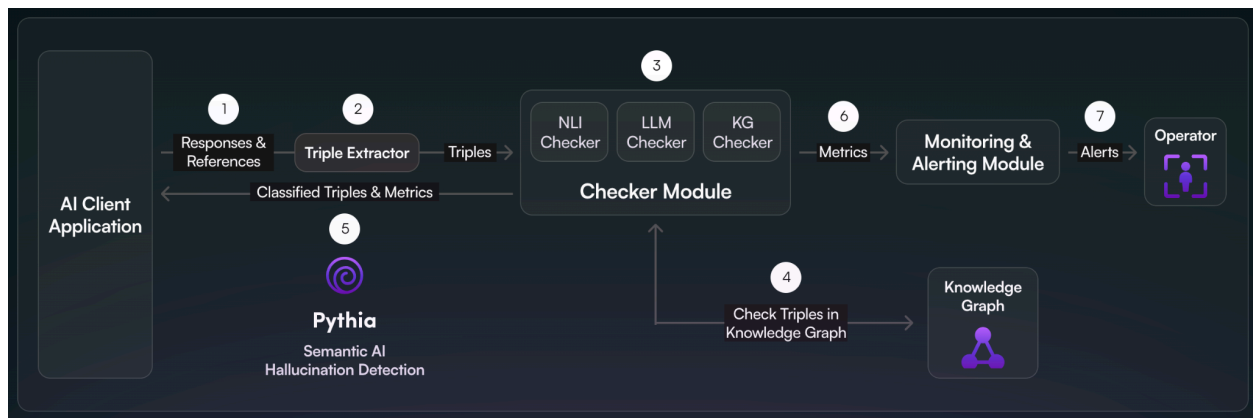 AI Client
Application
1
Responses &
References
2
Triple Extractor
Triples
Classified Triples & Metrics
5
Pythia
Semantic AI
Hallucination Detection
3
NLI
Checker
LLM
Checker
KG
Checker
Checker Module
4
Check Triples in
Knowledge Graph
Knowledge
Graph
6
Metrics
Monitoring &
Alerting Module
7
Alerts
Operator